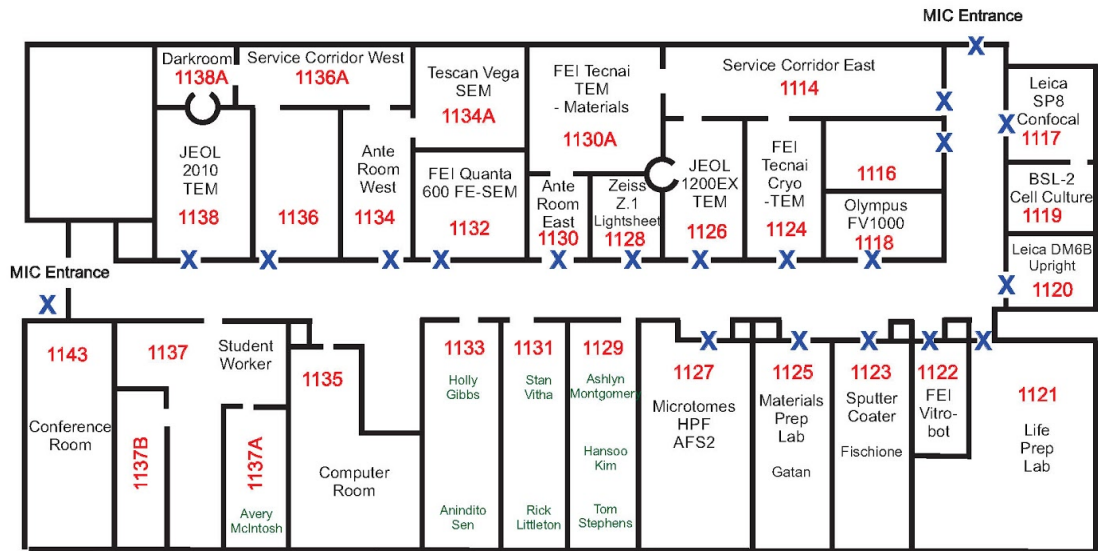 MIC Entrance
Darkroom
1138A
Service Corridor West
1136A
Tescan Vega
SEM
1134A
FEI Tecnai
TEM
- Materials
1130A
Service Corridor East
1114
Leica
SP8
Confocal
1117
JEOL
2010
TEM
1138
1136
Ante
Room
West
1134
FEI Quanta
600 FE-SEM
1132
Ante
Room
East
1130
Zeiss
Z.1
Lightsheet
1128
JEOL
1200EX
TEM
1126
FEI
Tecnai
Cryo
-TEM
1124
1116
Olympus
FV1000
1118
BSL-2
Cell Culture
1119
Leica DM6B
Upright
1120
X
X
X
X
X
X
X
X
X
X
X
X
X
X
MIC Entrance
X
1143
Conference
Room
1137
Student
Worker
1137B
1137A
Avery
McIntosh
1135
Computer
Room
1133
Holly
Gibbs
Anindito
Sen
1131
Stan
Vitha
Rick
Littleton
1129
Ashlyn
Montgomery
Hansoo
Kim
Tom
Stephens
X
1127
Microtomes
HPF
AFS2
X
1125
Materials
Prep
Lab
Gatan
X
1123
Sputter
Coater
Fischione
X
1122
FEI
Vitro-
bot
X
1121
Life
Prep
Lab